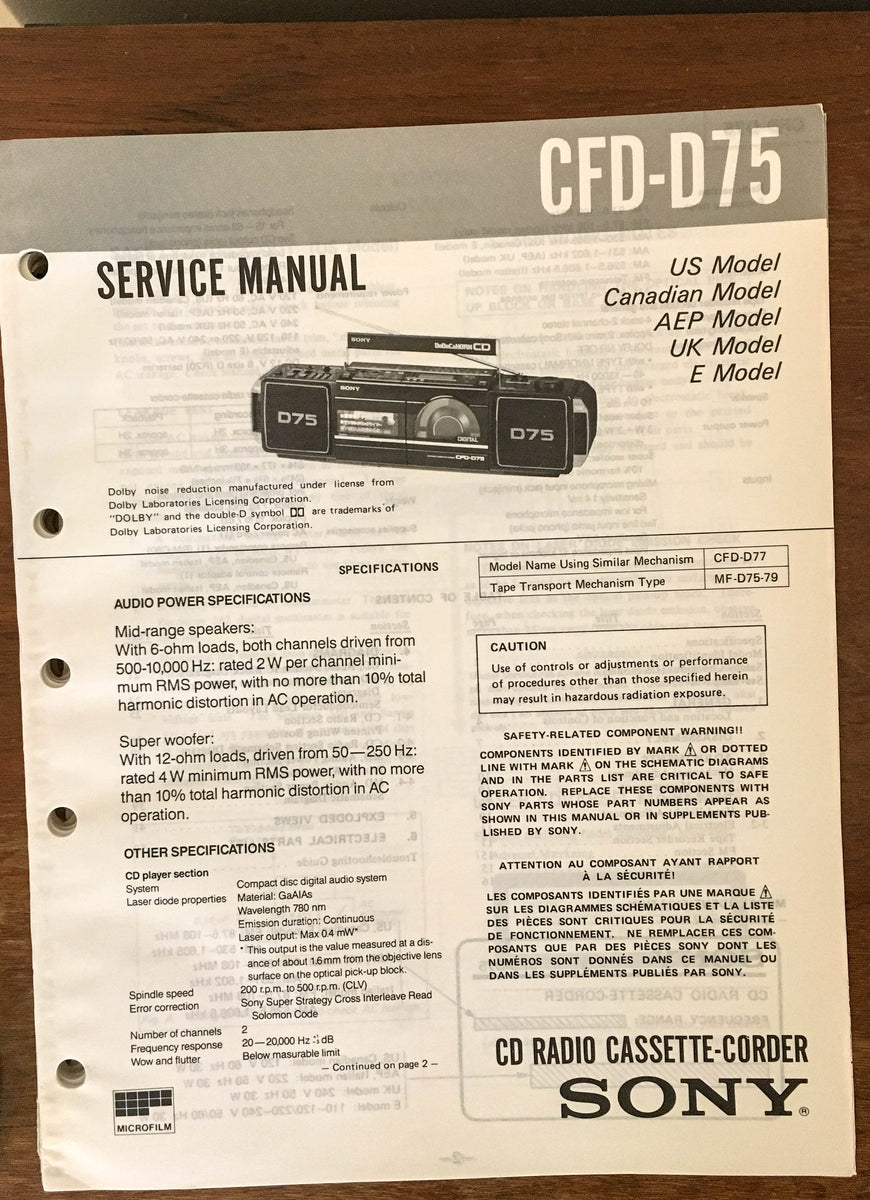 CFD-D75
SERVICE MANUAL
US Model
Canadian Model
AEP Model
UK Model
E Model
SONY
DoDeCaHORN CD
SONY
D75
D75
DIGITAL
CFD-D75
Dolby noise reduction manufactured under license from
Dolby Laboratories Licensing Corporation.
"DOLBY" and the double-D symbol are trademarks of
Dolby Laboratories Licensing Corporation.
SPECIFICATIONS
AUDIO POWER SPECIFICATIONS
Mid-range speakers:
With 6-ohm loads, both channels driven from
500-10,000 Hz: rated 2 W per channel mini-
mum RMS power, with no more than 10% total
harmonic distortion in AC operation.
Super woofer:
With 12-ohm loads, driven from 50—250 Hz:
rated 4 W minimum RMS power, with no more
than 10% total harmonic distortion in AC
operation.
OTHER SPECIFICATIONS
CD player section
System Compact disc digital audio system
Laser diode properties Material: GaAlAs
Wavelength 780 nm
Emission duration: Continuous
Laser output: Max 0.4 mW*
* This output is the value measured at a dis-
ance of about 1.6 mm from the objective lens
surface on the optical pick-up block.
Spindle speed 200 r.p.m. to 500 r.p.m. (CLV)
Error correction Sony Super Strategy Cross Interleave Read
Solomon Code
Number of channels 2
Frequency response 20—20,000 Hz dB
Wow and flutter Below masurable limit
— Continued on page 2 —
MICROFILM
Model Name Using Similar Mechanism CFD-D77
Tape Transport Mechanism Type MF-D75-79
CAUTION
Use of controls or adjustments or performance
of procedures other than those specified herein
may result in hazardous radiation exposure.
SAFETY-RELATED COMPONENT WARNING!!
COMPONENTS IDENTIFIED BY MARK ⚠ OR DOTTED
LINE WITH MARK ⚠ ON THE SCHEMATIC DIAGRAMS
AND IN THE PARTS LIST ARE CRITICAL TO SAFE
OPERATION. REPLACE THESE COMPONENTS WITH
SONY PARTS WHOSE PART NUMBERS APPEAR AS
SHOWN IN THIS MANUAL OR IN SUPPLEMENTS PUB-
LISHED BY SONY.
ATTENTION AU COMPOSANT AYANT RAPPORT
À LA SÉCURITÉ!
LES COMPOSANTS IDENTIFIÉS PAR UNE MARQUE ⚠
SUR LES DIAGRAMMES SCHÉMATIQUES ET LA LISTE
DES PIÈCES SONT CRITIQUES POUR LA SÉCURITÉ
DE FONCTIONNEMENT. NE REMPLACER CES COM-
POSANTS QUE PAR DES PIÈCES SONY DONT LES
NUMÉROS SONT DONNÉS DANS CE MANUEL OU
DANS LES SUPPLÉMENTS PUBLIÉS PAR SONY.
CD RADIO CASSETTE-CORDER
SONY®